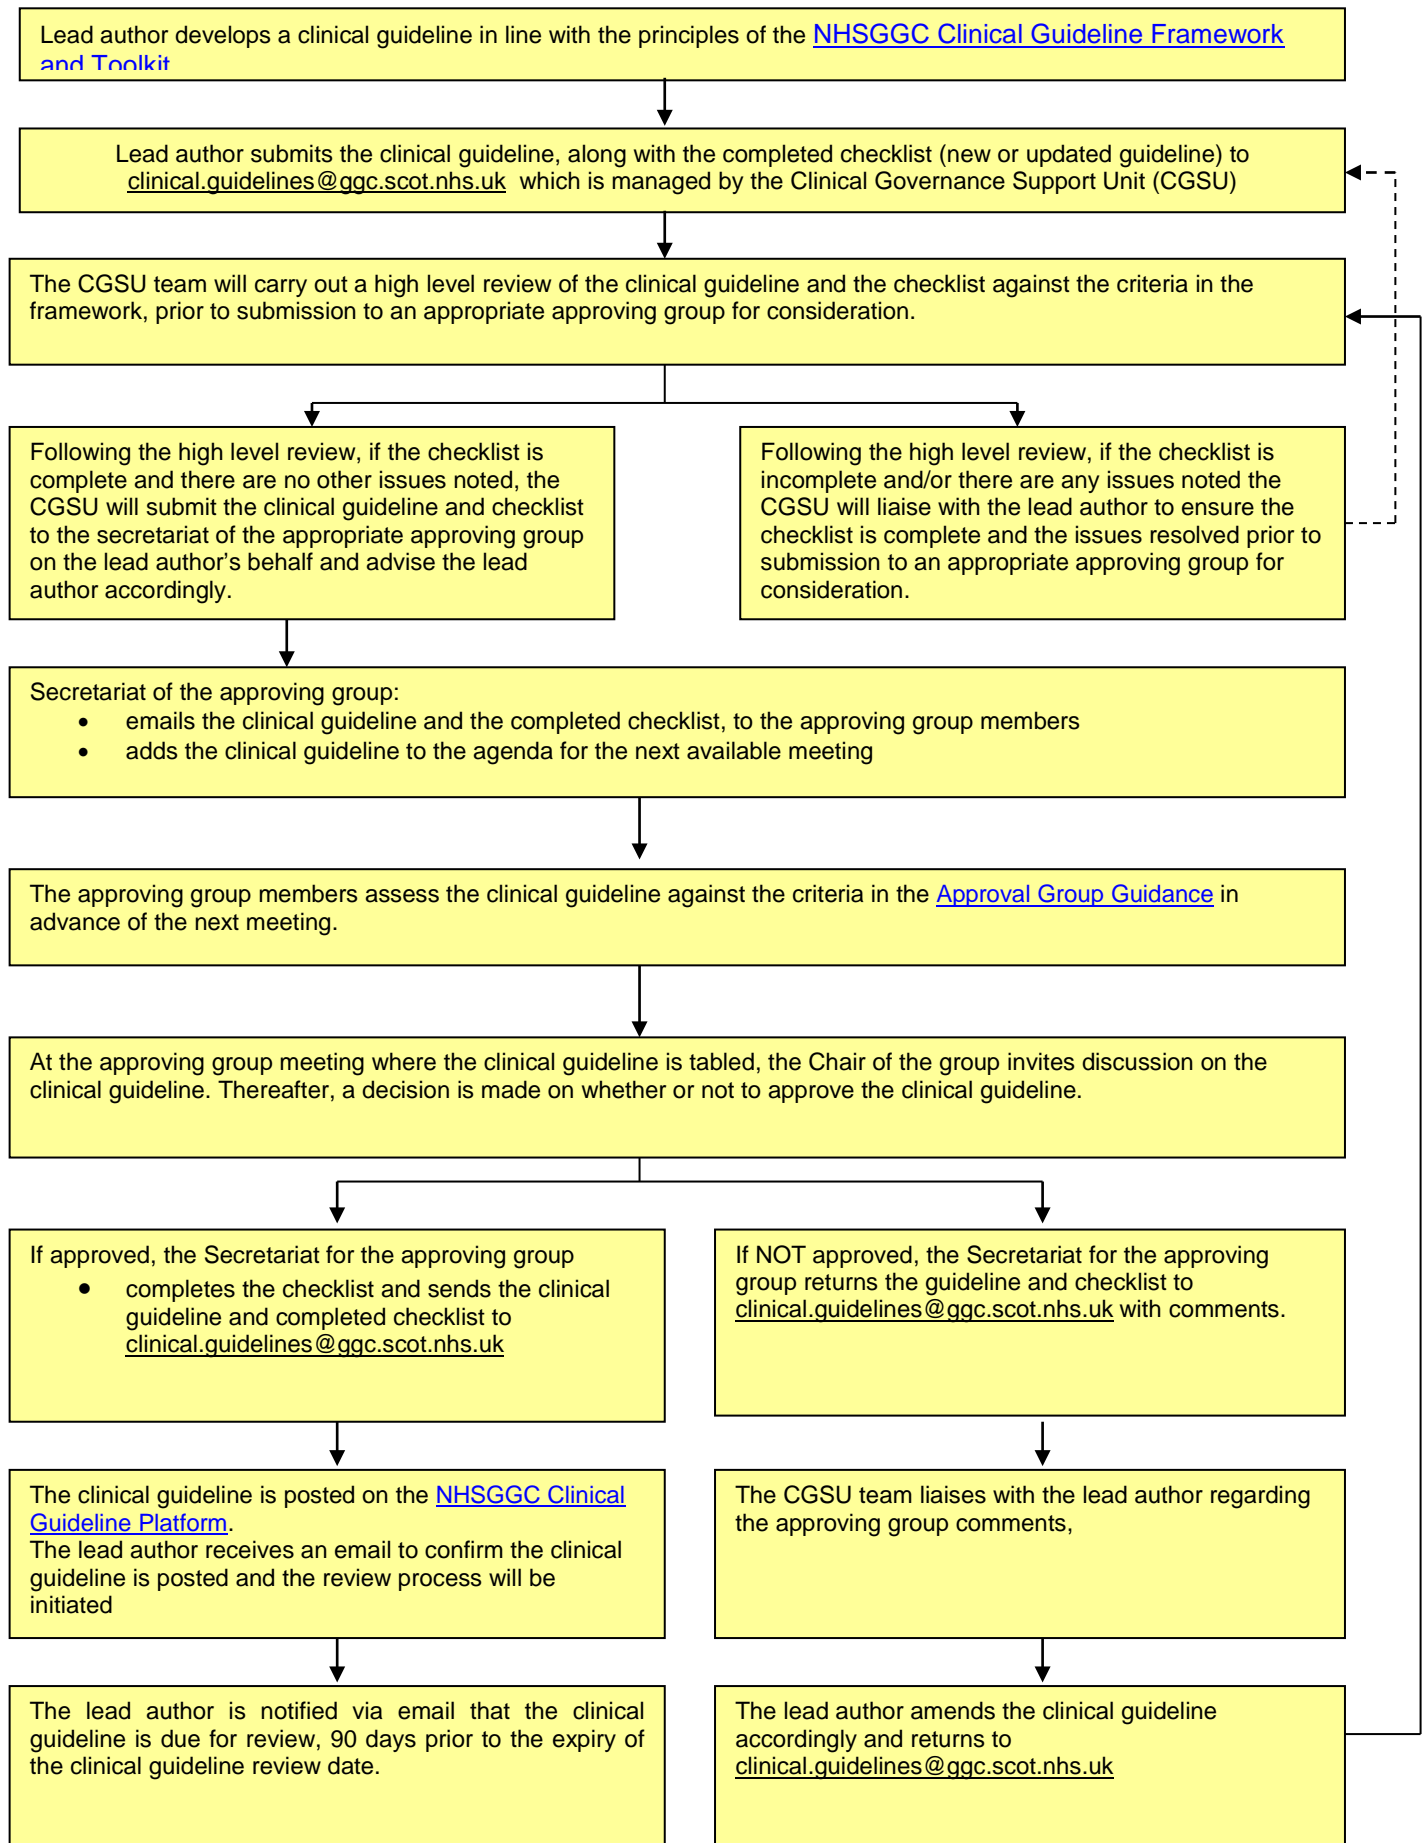 Lead author develops a clinical guideline in line with the principles of the NHSGGC Clinical Guideline Framework
and Toolkit
Lead author submits the clinical guideline, along with the completed checklist (new or updated guideline) to
clinical.guidelines@ggc.scot.nhs.uk which is managed by the Clinical Governance Support Unit (CGSU)
The CGSU team will carry out a high level review of the clinical guideline and the checklist against the criteria in the
framework, prior to submission to an appropriate approving group for consideration.
Following the high level review, if the checklist is
complete and there are no other issues noted, the
CGSU will submit the clinical guideline and checklist
to the secretariat of the appropriate approving group
on the lead author’s behalf and advise the lead
author accordingly.
Following the high level review, if the checklist is
incomplete and/or there are any issues noted the
CGSU will liaise with the lead author to ensure the
checklist is complete and the issues resolved prior to
submission to an appropriate approving group for
consideration.
Secretariat of the approving group:
• emails the clinical guideline and the completed checklist, to the approving group members
• adds the clinical guideline to the agenda for the next available meeting
The approving group members assess the clinical guideline against the criteria in the Approval Group Guidance in
advance of the next meeting.
At the approving group meeting where the clinical guideline is tabled, the Chair of the group invites discussion on the
clinical guideline. Thereafter, a decision is made on whether or not to approve the clinical guideline.
If approved, the Secretariat for the approving group
• completes the checklist and sends the clinical
guideline and completed checklist to
clinical.guidelines@ggc.scot.nhs.uk
If NOT approved, the Secretariat for the approving
group returns the guideline and checklist to
clinical.guidelines@ggc.scot.nhs.uk with comments.
The clinical guideline is posted on the NHSGGC Clinical
Guideline Platform.
The lead author receives an email to confirm the clinical
guideline is posted and the review process will be
initiated
The CGSU team liaises with the lead author regarding
the approving group comments,
The lead author is notified via email that the clinical
guideline is due for review, 90 days prior to the expiry of
the clinical guideline review date.
The lead author amends the clinical guideline
accordingly and returns to
clinical.guidelines@ggc.scot.nhs.uk